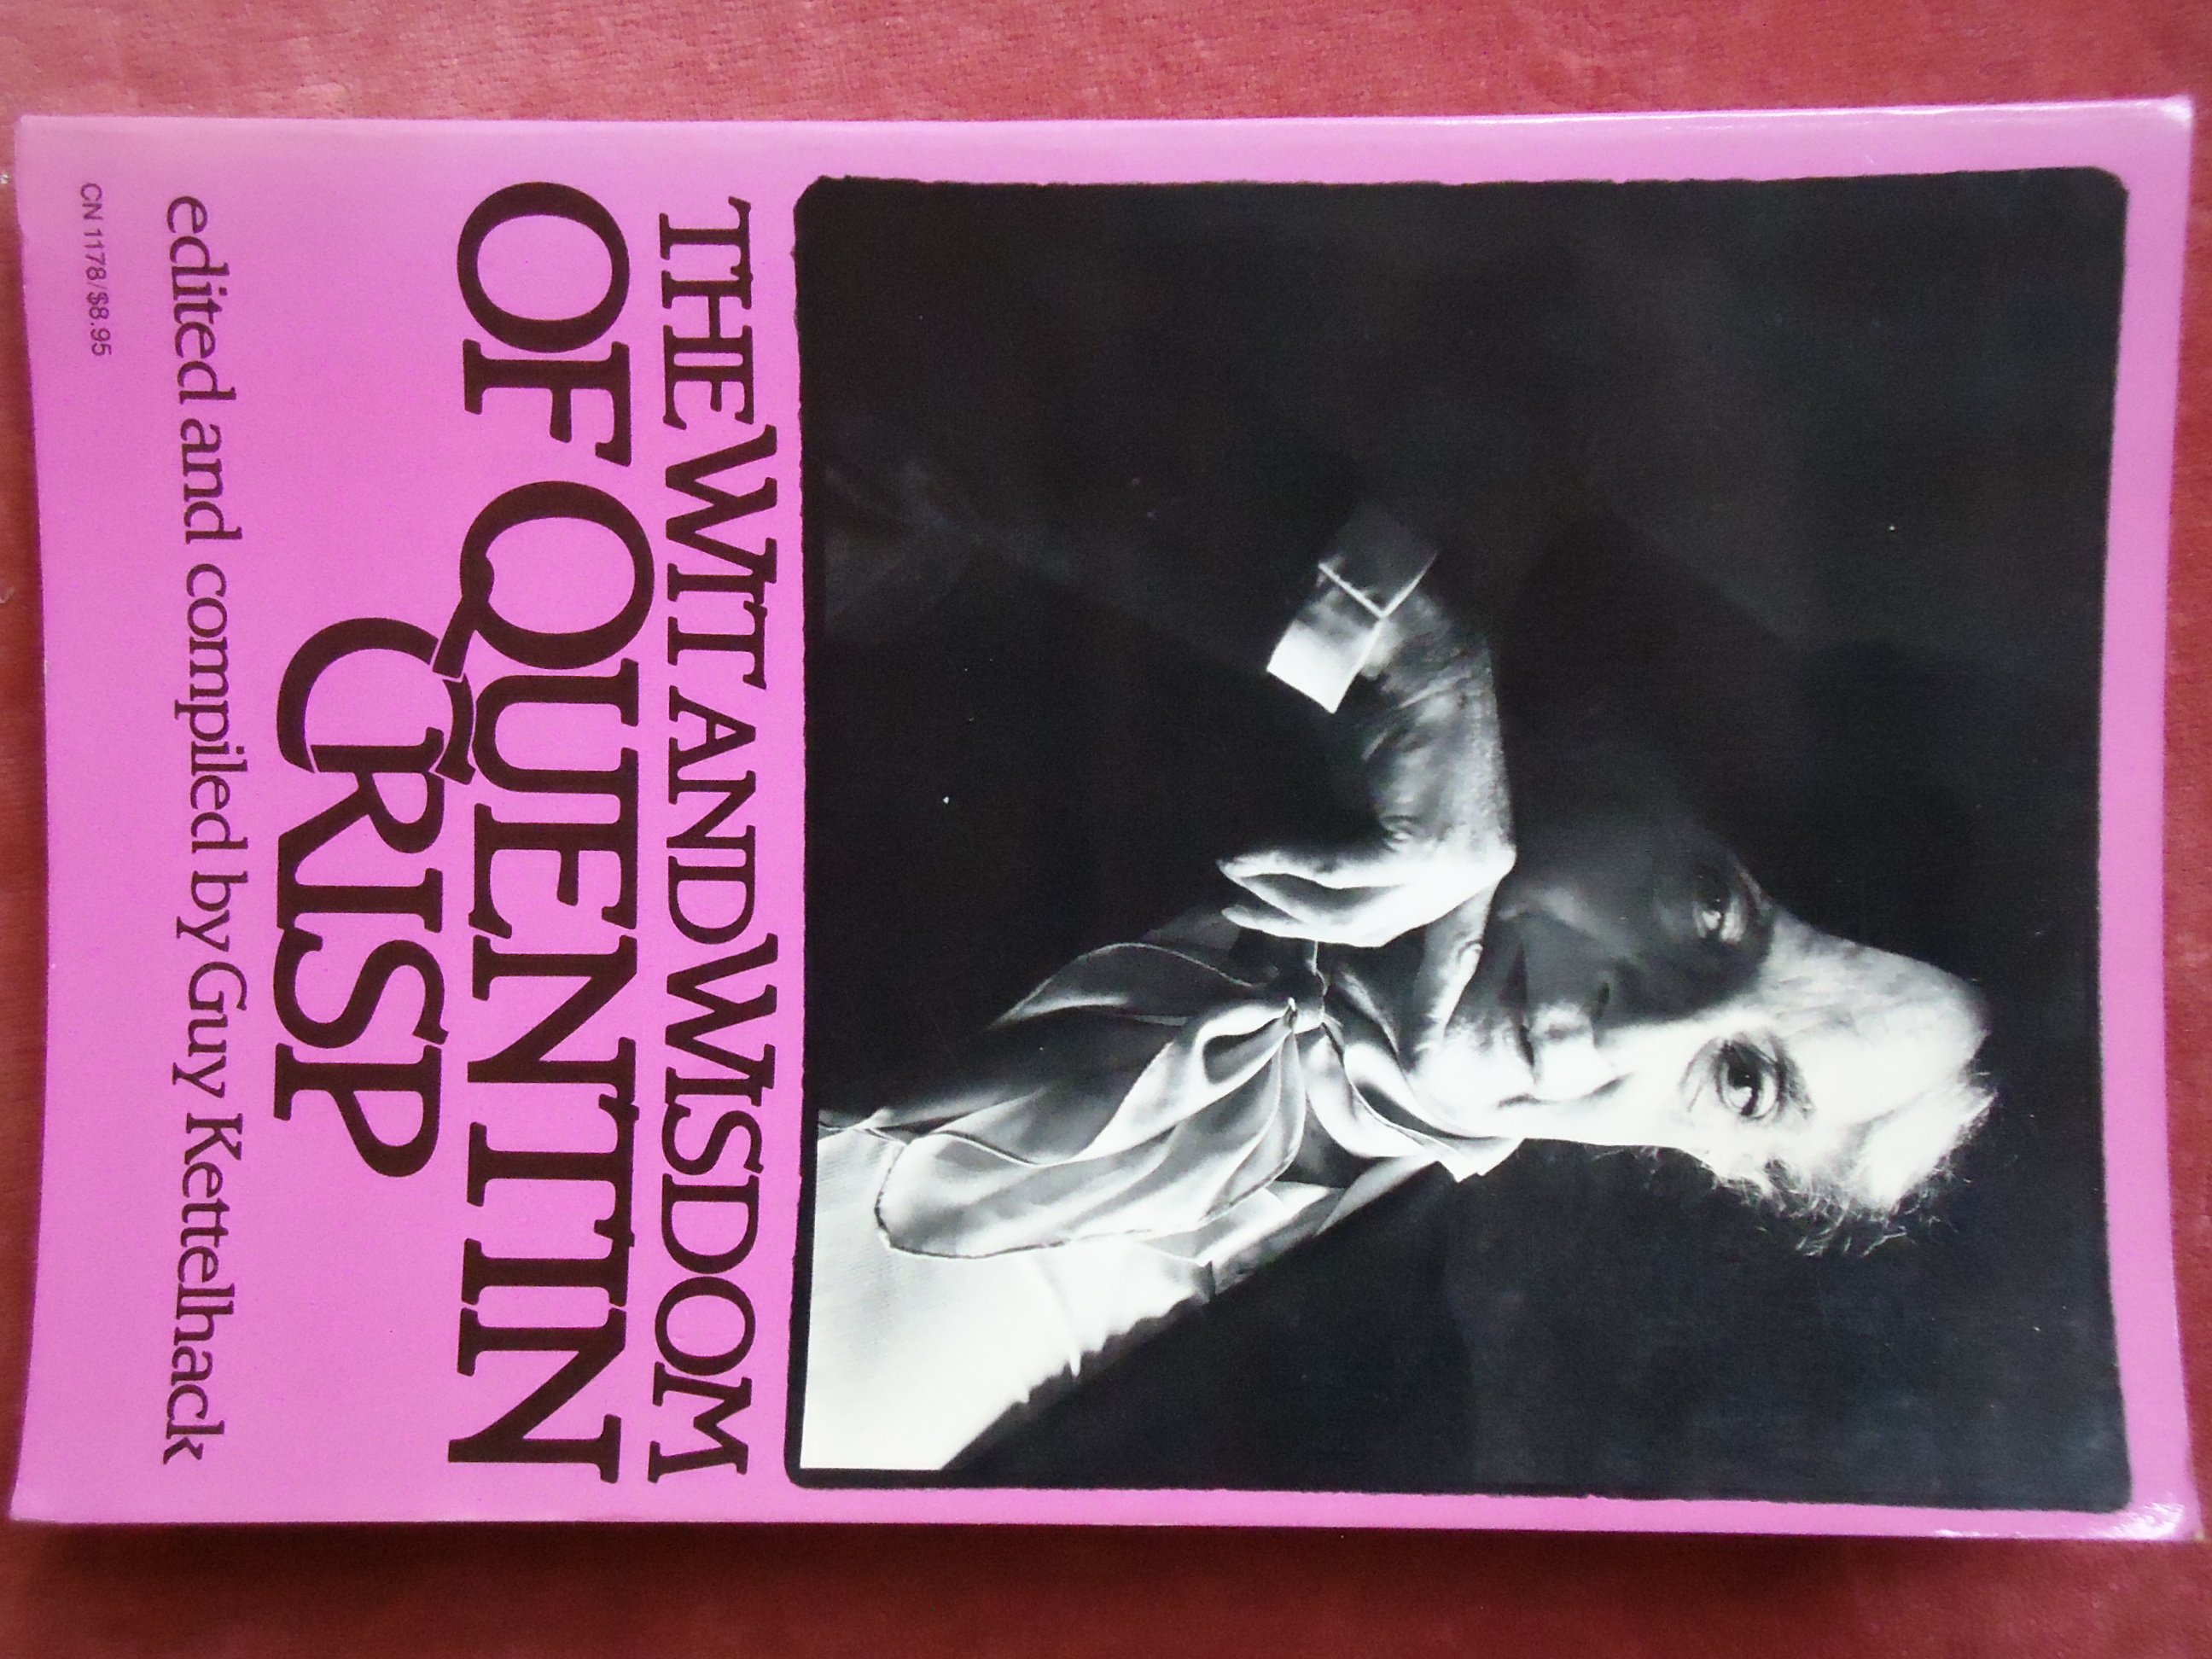 THE WIT AND WISDOM
OF QUENTIN
CRISP
edited and compiled by Guy Kettelhack
CN 1178/$8.95